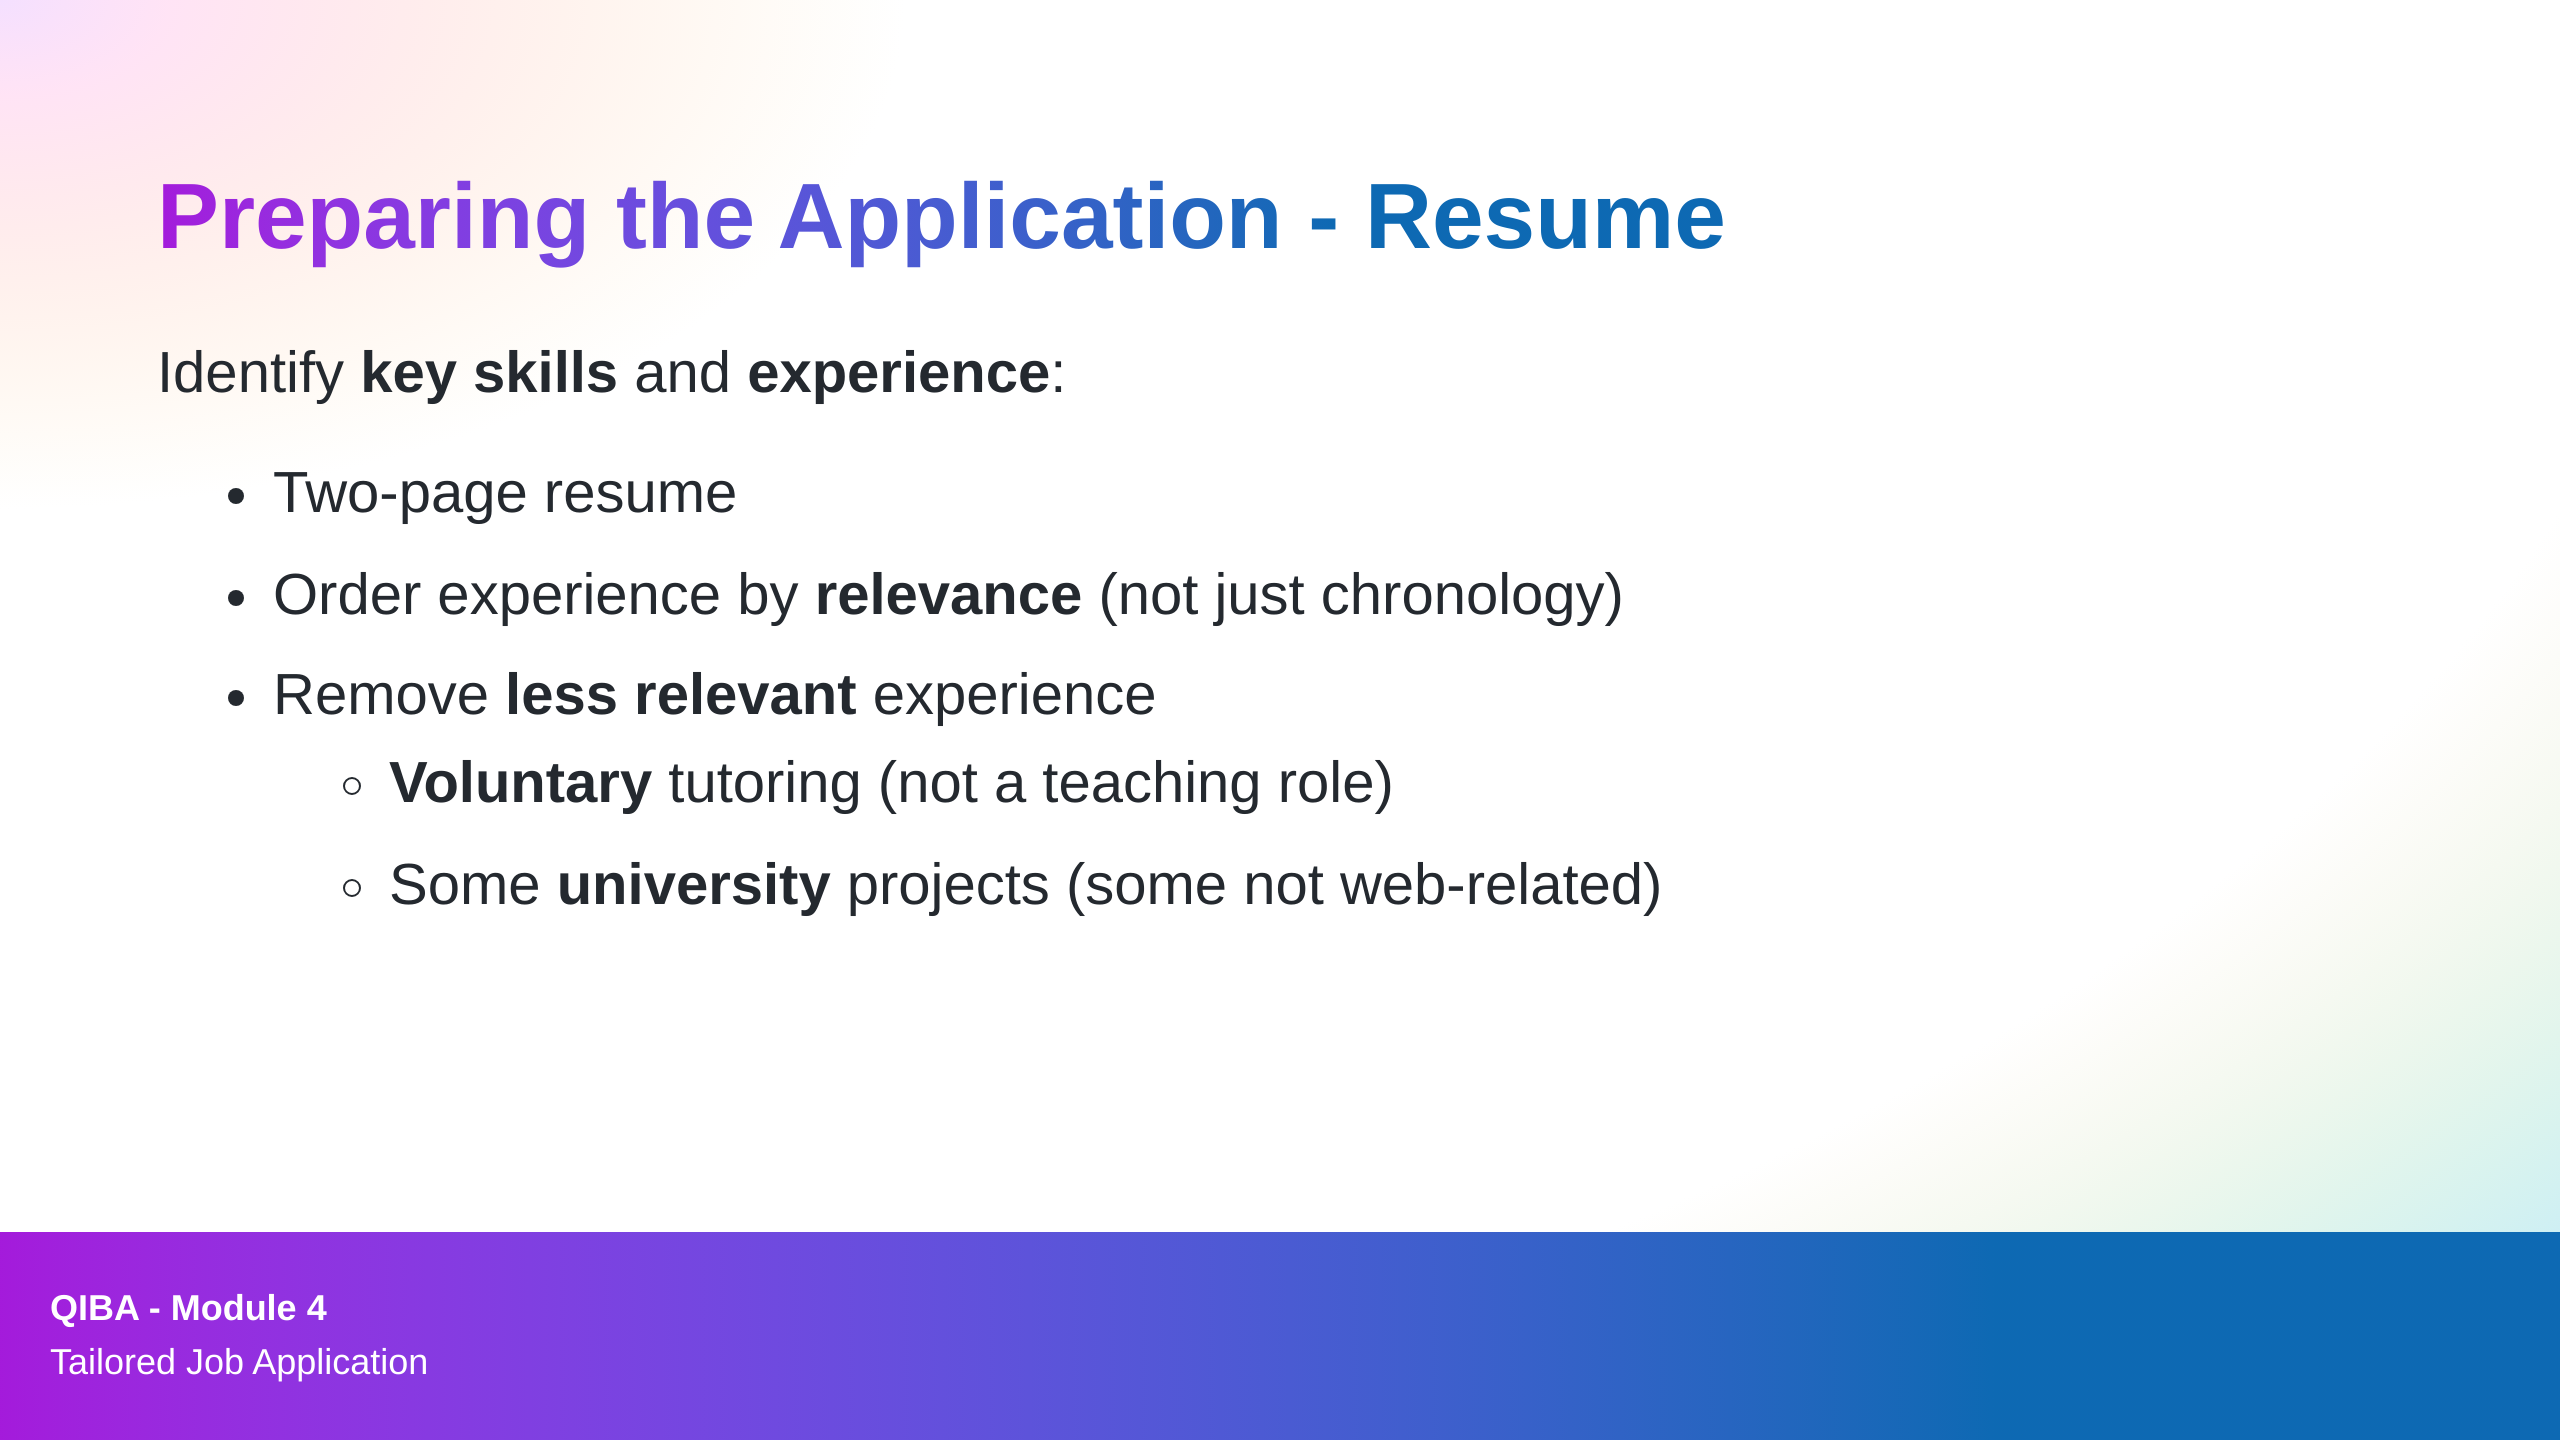 Preparing the Application - Resume
Identify key skills and experience:
• Two-page resume
• Order experience by relevance (not just chronology)
• Remove less relevant experience
◦ Voluntary tutoring (not a teaching role)
◦ Some university projects (some not web-related)
QIBA - Module 4
Tailored Job Application